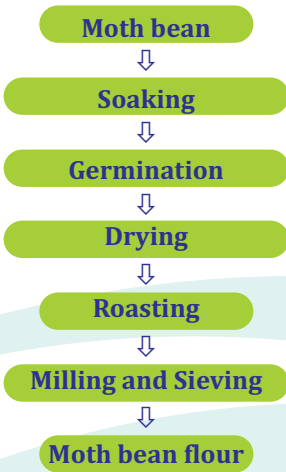 Moth bean
Soaking
Germination
Drying
Roasting
Milling and Sieving
Moth bean flour